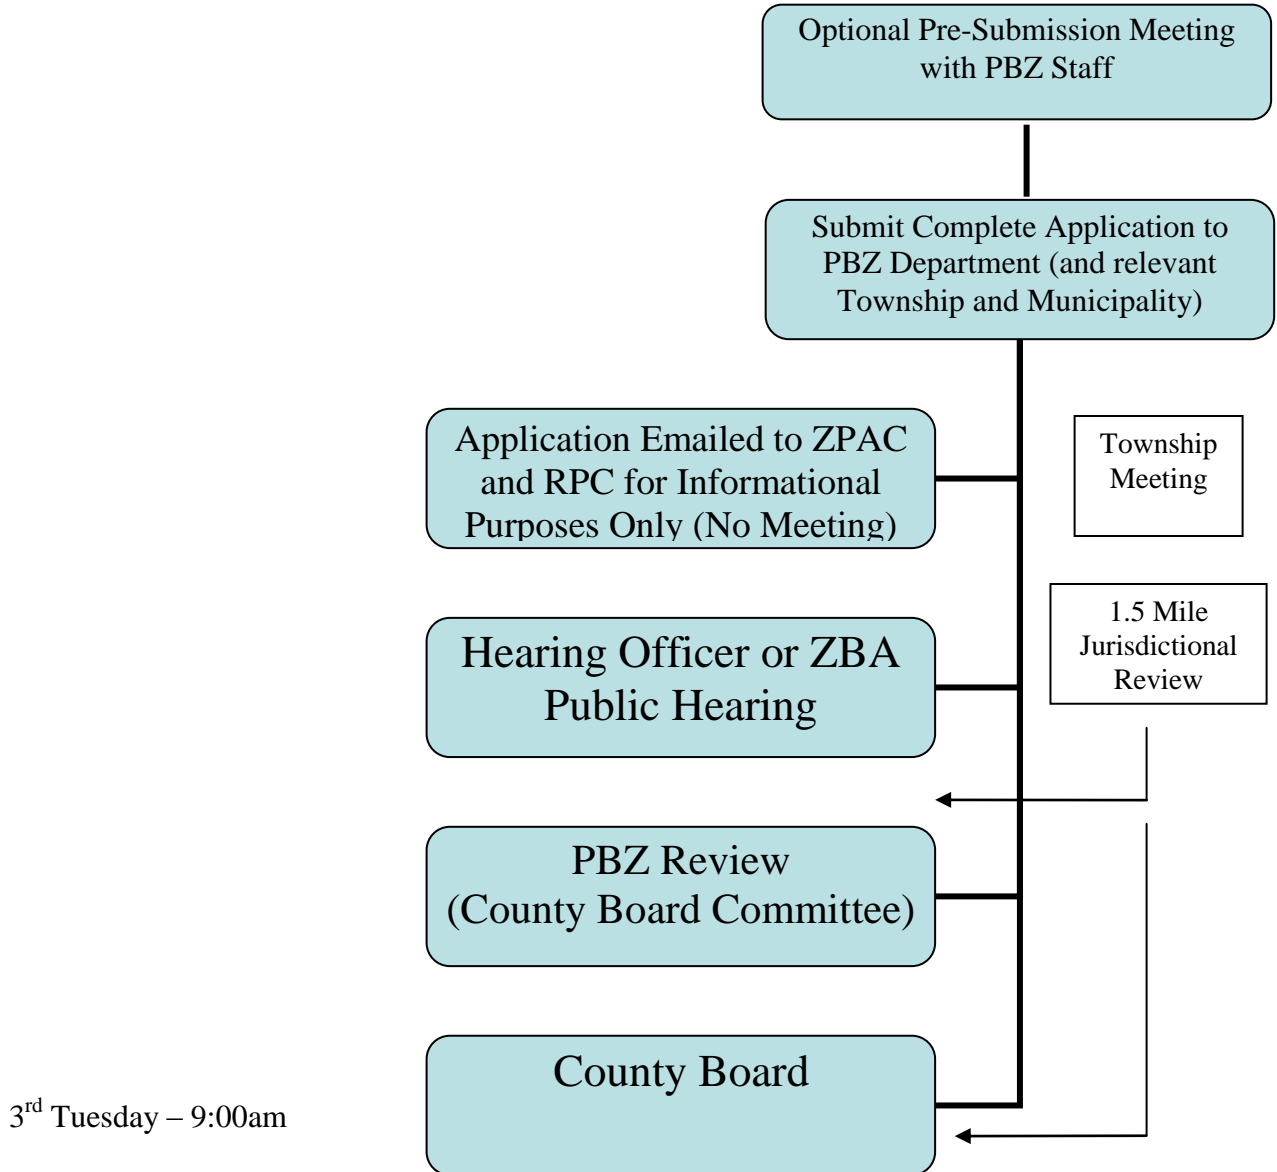 Optional Pre-Submission Meeting
with PBZ Staff
Submit Complete Application to
PBZ Department (and relevant
Township and Municipality)
Application Emailed to ZPAC
and RPC for Informational
Purposes Only (No Meeting)
Township
Meeting
1.5 Mile
Jurisdictional
Review
Hearing Officer or ZBA
Public Hearing
PBZ Review
(County Board Committee)
County Board
3rd Tuesday – 9:00am